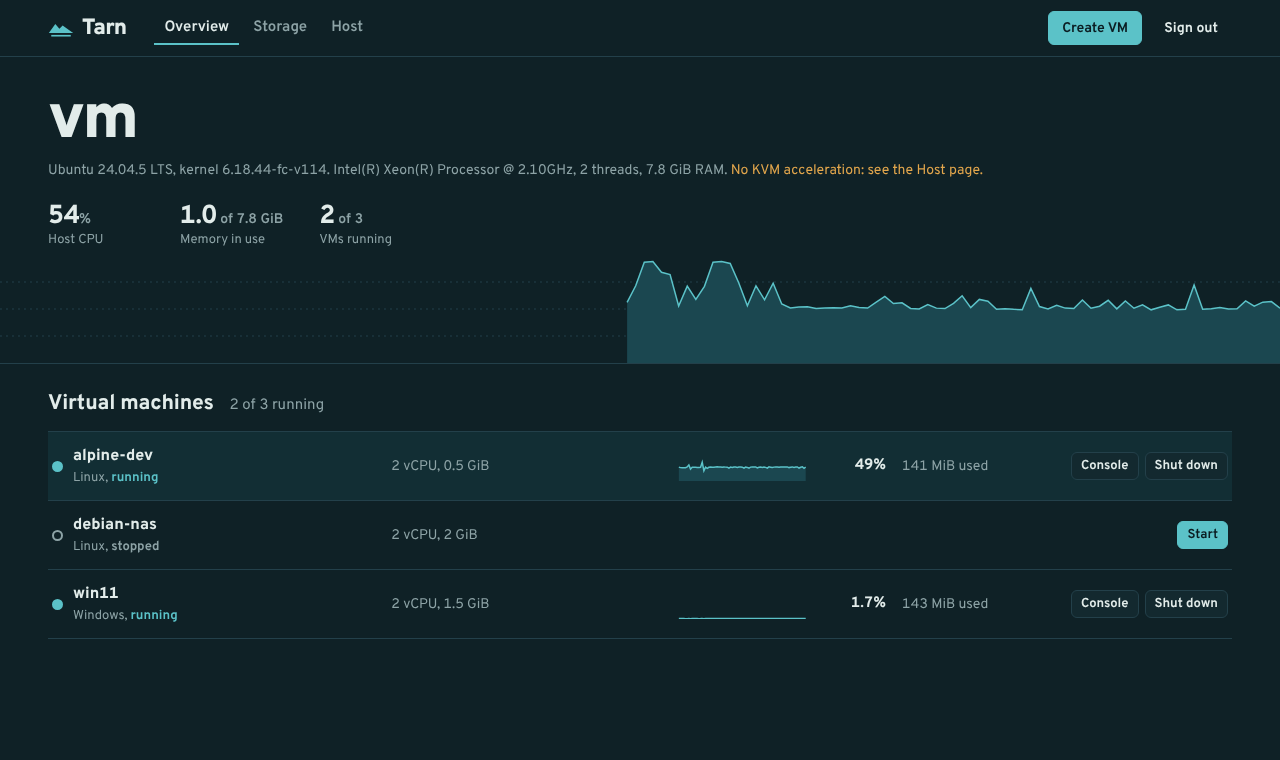 Tarn Overview Storage Host Create VM Sign out
vm
Ubuntu 24.04.5 LTS, kernel 6.18.44-fc-v114. Intel(R) Xeon(R) Processor @ 2.10GHz, 2 threads, 7.8 GiB RAM. No KVM acceleration: see the Host page.
54% 1.0 of 7.8 GiB 2 of 3
Host CPU Memory in use VMs running
Virtual machines 2 of 3 running
alpine-dev
Linux, running 2 vCPU, 0.5 GiB 49% 141 MiB used Console Shut down
debian-nas
Linux, stopped 2 vCPU, 2 GiB Start
win11
Windows, running 2 vCPU, 1.5 GiB 1.7% 143 MiB used Console Shut down